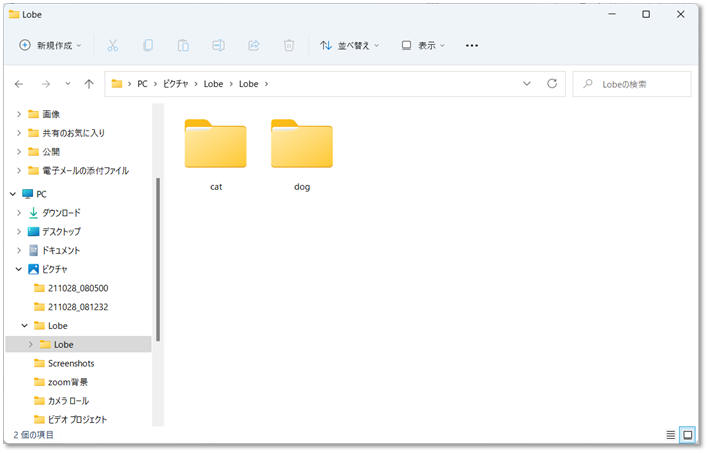 Lobe
新規作成
並べ替え
表示
PC
ピクチャ
Lobe
Lobe
Lobeの検索
画像
共有のお気に入り
公開
電子メールの添付ファイル
PC
ダウンロード
デスクトップ
ドキュメント
ピクチャ
211028_080500
211028_081232
Lobe
Lobe
Screenshots
zoom背景
カメラ ロール
ビデオ プロジェクト
cat
dog
2 個の項目